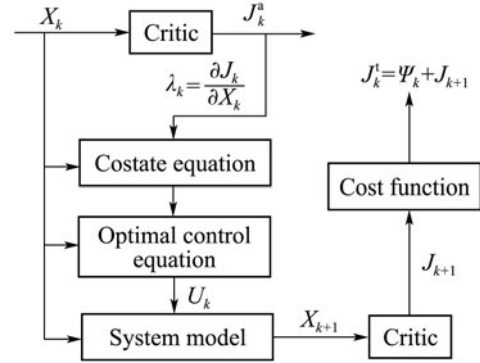 X_k
Critic
J_k^a
λ_k = ∂J_k/∂X_k
Costate equation
Optimal control
equation
U_k
System model
X_{k+1}
Critic
J_{k+1}
Cost function
J_k^t=Ψ_k+J_{k+1}